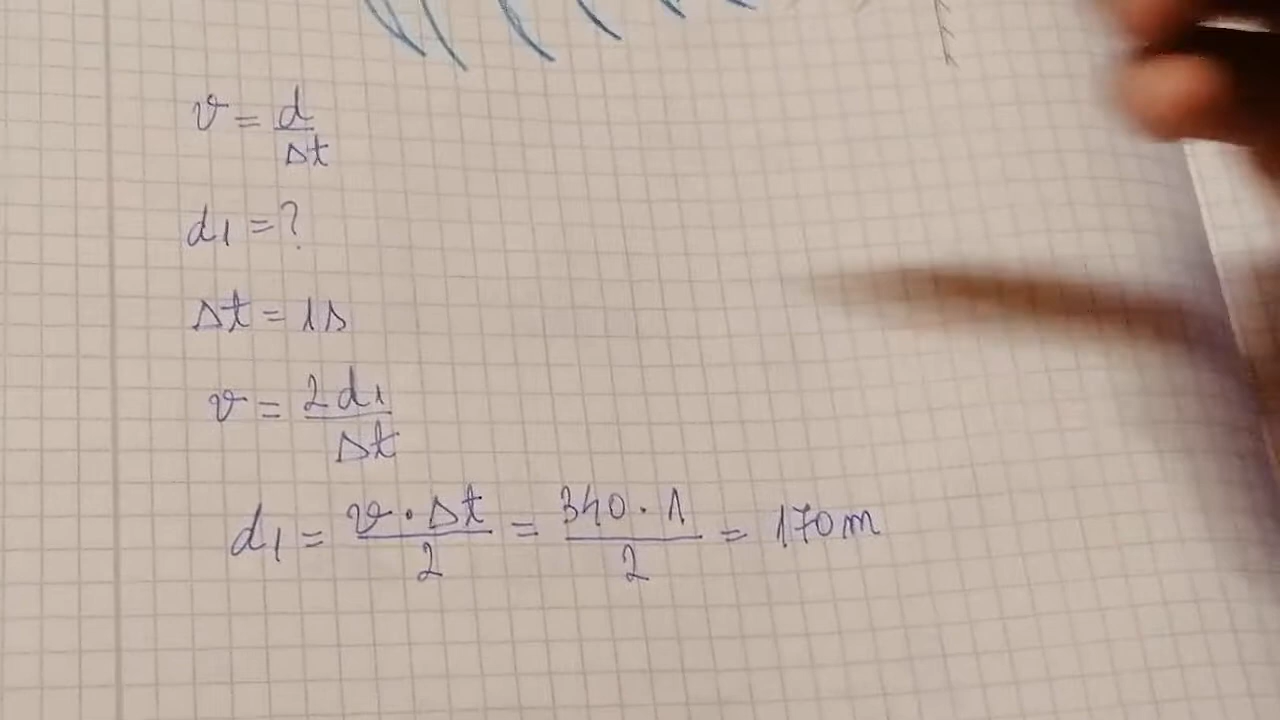 v = d/Δt
d1 = ?
Δt = 1s
v = 2d1/Δt
d1 = v·Δt/2 = 340·1/2 = 170m